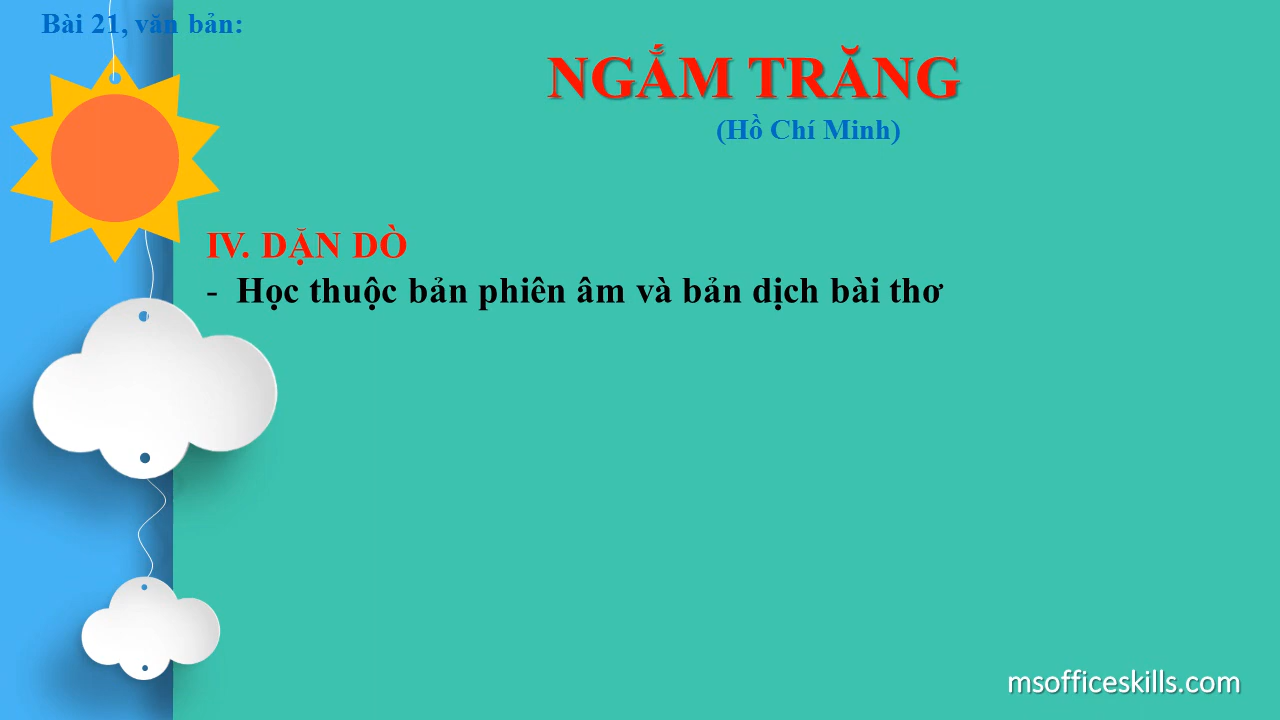 Bài 21, văn bản:
NGẮM TRĂNG
(Hồ Chí Minh)
IV. DẶN DÒ
- Học thuộc bản phiên âm và bản dịch bài thơ
msofficeskills.com